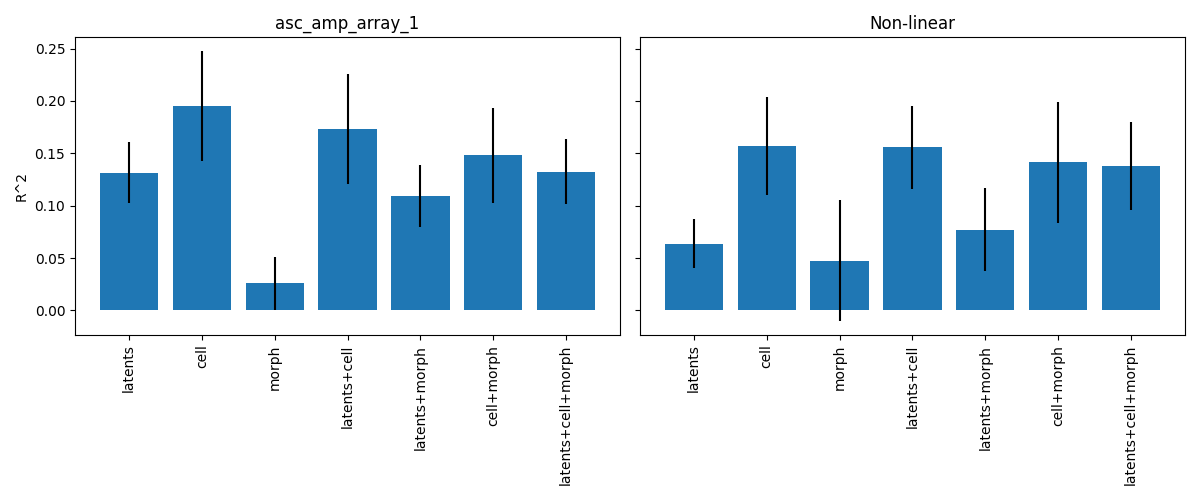 asc_amp_array_1
Non-linear
R^2
0.25
0.20
0.15
0.10
0.05
0.00
latents
cell
morph
latents+cell
latents+morph
cell+morph
latents+cell+morph
latents
cell
morph
latents+cell
latents+morph
cell+morph
latents+cell+morph